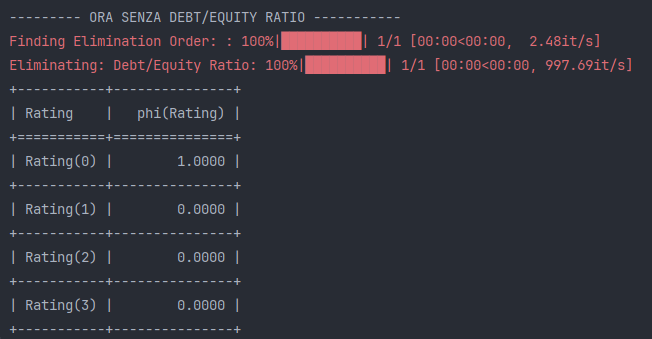 --------- ORA SENZA DEBT/EQUITY RATIO -----------
Finding Elimination Order: : 100%|██████████| 1/1 [00:00<00:00,  2.48it/s]
Eliminating: Debt/Equity Ratio: 100%|██████████| 1/1 [00:00<00:00, 997.69it/s]
+-----------+---------------+
| Rating    |   phi(Rating) |
+===========+===============+
| Rating(0) |        1.0000 |
+-----------+---------------+
| Rating(1) |        0.0000 |
+-----------+---------------+
| Rating(2) |        0.0000 |
+-----------+---------------+
| Rating(3) |        0.0000 |
+-----------+---------------+